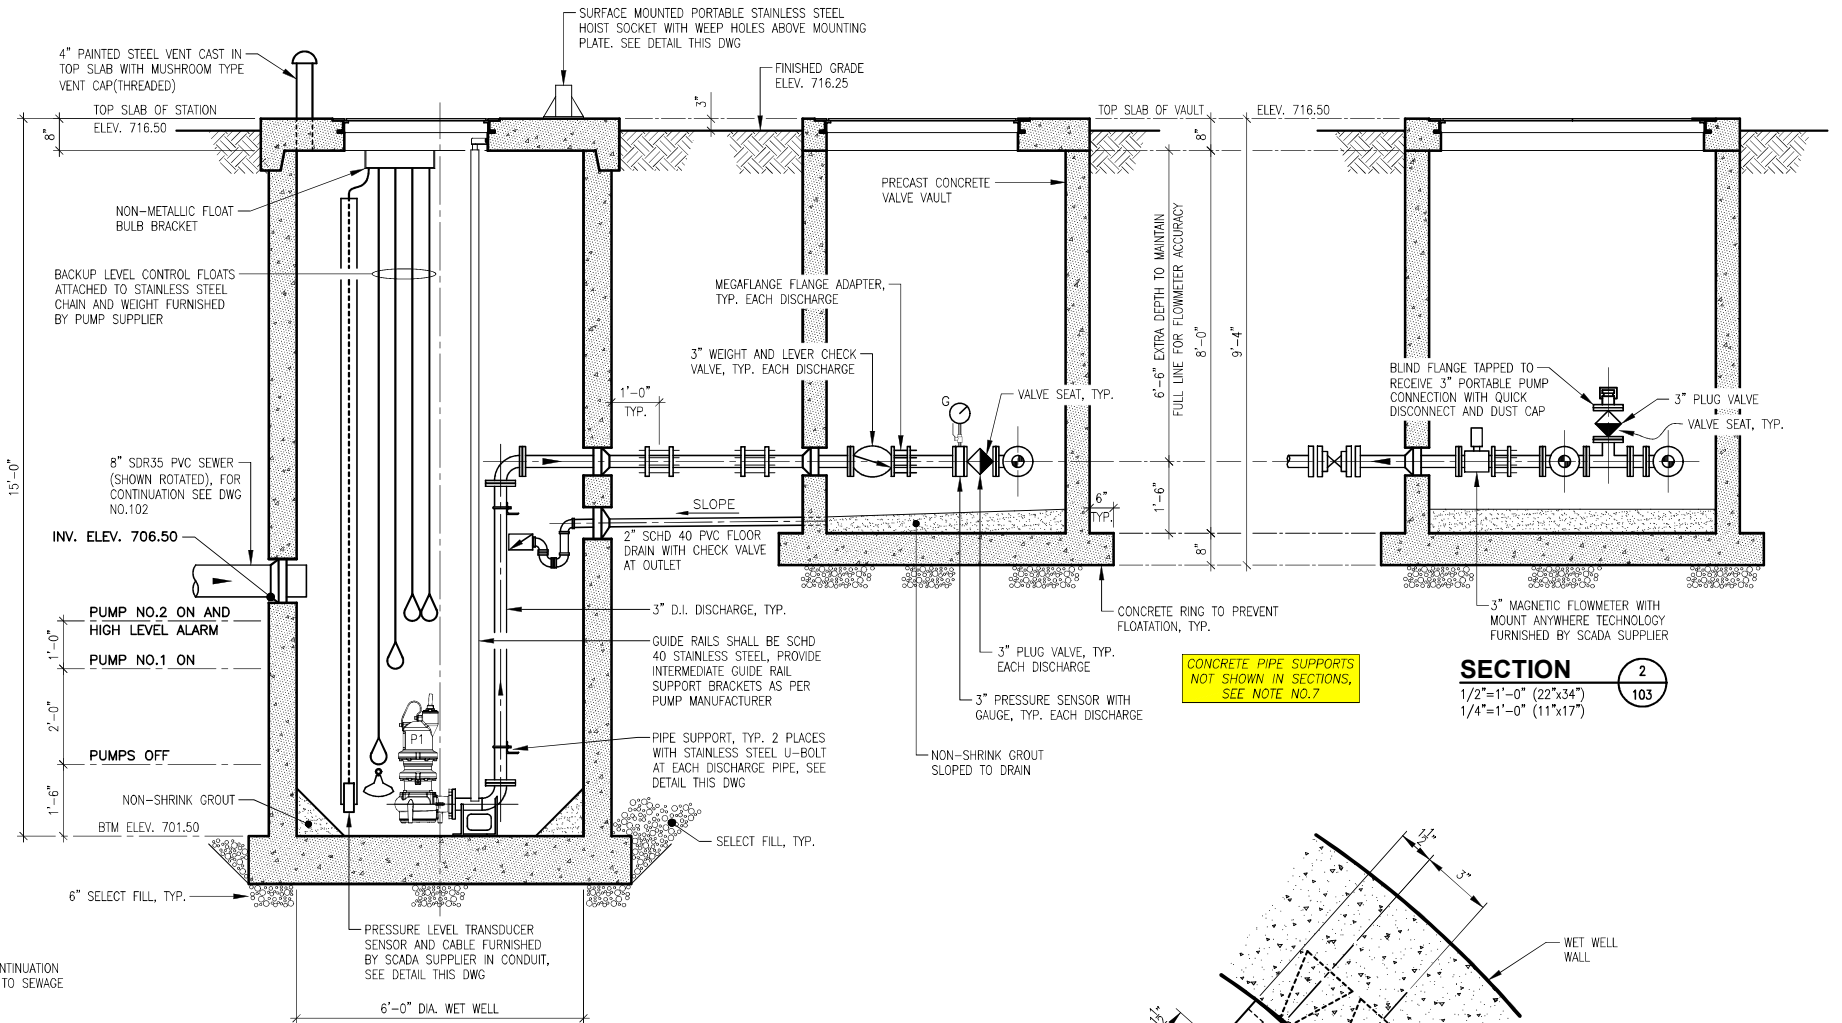 SURFACE MOUNTED PORTABLE STAINLESS STEEL
HOIST SOCKET WITH WEEP HOLES ABOVE MOUNTING
PLATE. SEE DETAIL THIS DWG
4" PAINTED STEEL VENT CAST IN
TOP SLAB WITH MUSHROOM TYPE
VENT CAP(THREADED)
FINISHED GRADE
ELEV. 716.25
3"
TOP SLAB OF STATION
ELEV. 716.50
8"
TOP SLAB OF VAULT
ELEV. 716.50
8"
PRECAST CONCRETE
VALVE VAULT
NON-METALLIC FLOAT
BULB BRACKET
BACKUP LEVEL CONTROL FLOATS
ATTACHED TO STAINLESS STEEL
CHAIN AND WEIGHT FURNISHED
BY PUMP SUPPLIER
MEGAFLANGE FLANGE ADAPTER,
TYP. EACH DISCHARGE
6'-6" EXTRA DEPTH TO MAINTAIN
FULL LINE FOR FLOWMETER ACCURACY
8'-0"
9'-4"
3" WEIGHT AND LEVER CHECK
VALVE, TYP. EACH DISCHARGE
1'-0"
TYP.
G
VALVE SEAT, TYP.
BLIND FLANGE TAPPED TO
RECEIVE 3" PORTABLE PUMP
CONNECTION WITH QUICK
DISCONNECT AND DUST CAP
3" PLUG VALVE
VALVE SEAT, TYP.
15'-0"
8" SDR35 PVC SEWER
(SHOWN ROTATED), FOR
CONTINUATION SEE DWG
NO.102
INV. ELEV. 706.50
SLOPE
6"
TYP.
1'-6"
8"
2" SCHD 40 PVC FLOOR
DRAIN WITH CHECK VALVE
AT OUTLET
PUMP NO.2 ON AND
HIGH LEVEL ALARM
1'-0"
PUMP NO.1 ON
2'-0"
PUMPS OFF
1'-6"
3" D.I. DISCHARGE, TYP.
GUIDE RAILS SHALL BE SCHD
40 STAINLESS STEEL, PROVIDE
INTERMEDIATE GUIDE RAIL
SUPPORT BRACKETS AS PER
PUMP MANUFACTURER
CONCRETE RING TO PREVENT
FLOATATION, TYP.
3" PLUG VALVE, TYP.
EACH DISCHARGE
3" PRESSURE SENSOR WITH
GAUGE, TYP. EACH DISCHARGE
CONCRETE PIPE SUPPORTS
NOT SHOWN IN SECTIONS,
SEE NOTE NO.7
3" MAGNETIC FLOWMETER WITH
MOUNT ANYWHERE TECHNOLOGY
FURNISHED BY SCADA SUPPLIER
SECTION
1/2"=1'-0" (22"x34")
1/4"=1'-0" (11"x17")
2
103
P1
PIPE SUPPORT, TYP. 2 PLACES
WITH STAINLESS STEEL U-BOLT
AT EACH DISCHARGE PIPE, SEE
DETAIL THIS DWG
NON-SHRINK GROUT
SLOPED TO DRAIN
NON-SHRINK GROUT
BTM ELEV. 701.50
SELECT FILL, TYP.
6" SELECT FILL, TYP.
PRESSURE LEVEL TRANSDUCER
SENSOR AND CABLE FURNISHED
BY SCADA SUPPLIER IN CONDUIT,
SEE DETAIL THIS DWG
NTINUATION
TO SEWAGE
6'-0" DIA. WET WELL
3"
WET WELL
WALL